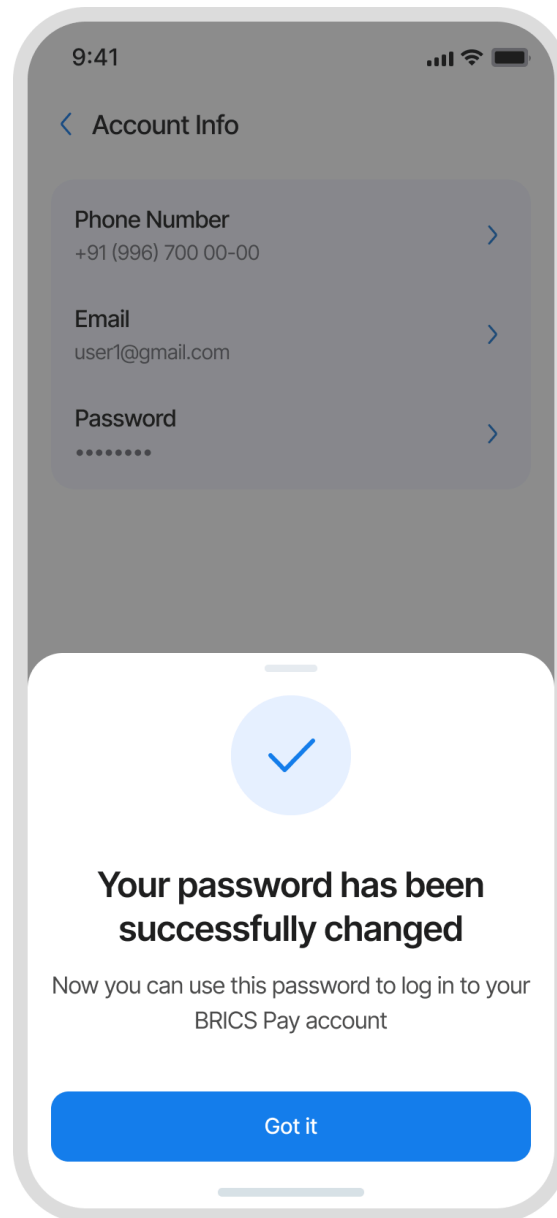 9:41
Account Info
Phone Number
+91 (996) 700 00-00
Email
user1@gmail.com
Password
••••••••
Your password has been
successfully changed
Now you can use this password to log in to your
BRICS Pay account
Got it